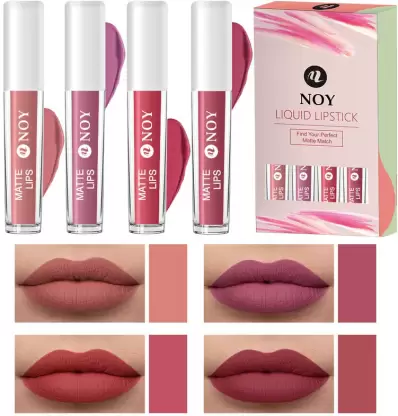 MATTE LIPS
NOY
MATTE LIPS
NOY
MATTE LIPS
NOY
MATTE LIPS
NOY
NOY
LIQUID LIPSTICK
Find Your Perfect
Matte Match